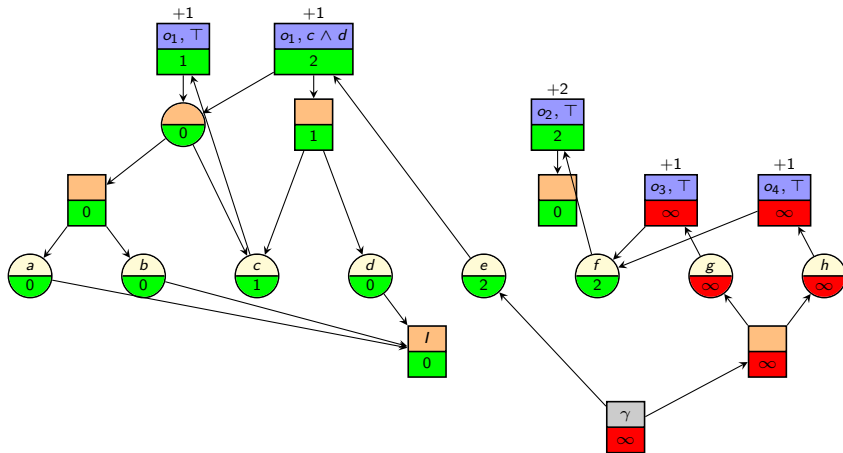 +1 +1
o₁, ⊤ o₁, c ∧ d
1 2
+2
o₂, ⊤
0 1 2
+1 +1
o₃, ⊤ o₄, ⊤
0 0 ∞ ∞
a b c d e f g h
0 0 1 0 2 2 ∞ ∞
I
0 ∞
γ
∞